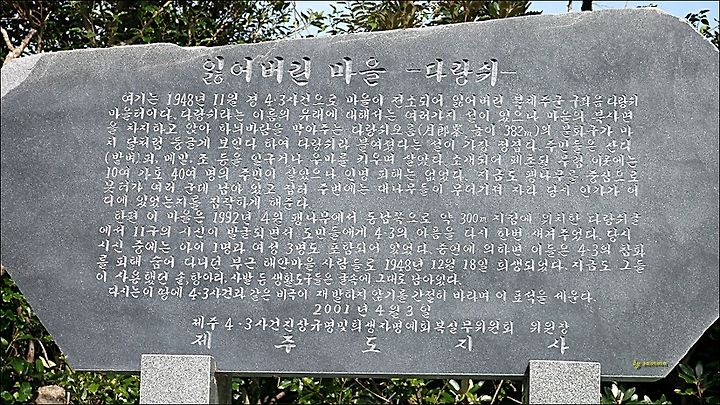 잃어버린 마을 -다랑쉬-
여기는 1948년 11월 경 4·3사건으로 마을이 전소되어 잃어버린 북제주군 구좌읍 다랑쉬
마을터이다. 다랑쉬라는 이름의 유래에 대해서는 여러가지 설이 있으나 마을의 북사면
을 차지하고 앉아 하늬바람을 막아주는 다랑쉬오름(月郎峯, 높이 382m)의 분화구가 마
치 달처럼 둥글게 보인다 하여 다랑쉬라 붙여졌다는 설이 가장 정겹다. 주민들은 산디
(밭벼), 피, 메밀, 조 등을 일구거나 우마를 키우며 살았다. 소개되어 폐촌될 무렵 이곳에는
10여 가호 40여 명의 주민이 살았으나 인명 피해는 없었다. 지금도 팽나무를 중심으로
못터가 여러 군데 남아 있고 집터 주변에는 대나무들이 무더기져 자라 당시 인가가 어
디에 있었는지를 짐작하게 해준다.
한편 이 마을은 1992년 4월 팽나무에서 동남쪽으로 약 300m 지점에 위치한 다랑쉬굴
에서 11구의 시신이 발굴되면서 도민들에게 4·3의 아픔을 다시 한번 새겨주었다. 당시
시신 중에는 아이 1명과 여성 3명도 포함되어 있었다. 증언에 의하면 이들은 4·3의 참화
를 피해 숨어 다니던 부근 해안마을 사람들로 1948년 12월 18일 희생되었다. 지금도 그들
이 사용했던 솥, 항아리, 사발 등 생활도구들은 굴속에 그대로 남아있다.
다시는 이 땅에 4·3사건과 같은 비극이 재발하지 않기를 간절히 바라며 이 표석을 세운다.
2001년 4월 3일
제주 4·3사건진상규명및희생자명예회복실무위원회 위원장
제주도지사